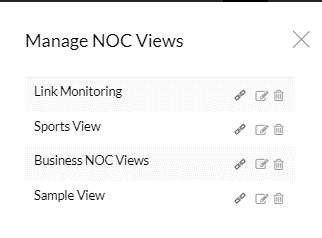 Manage NOC Views
Link Monitoring
Sports View
Business NOC Views
Sample View